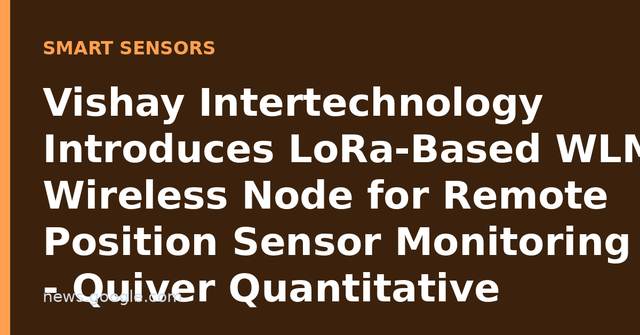 SMART SENSORS
Vishay Intertechnology
Introduces LoRa-Based
Wireless Node for Remote
Position Sensor Monitoring
- Quiver Quantitative
news.google.com